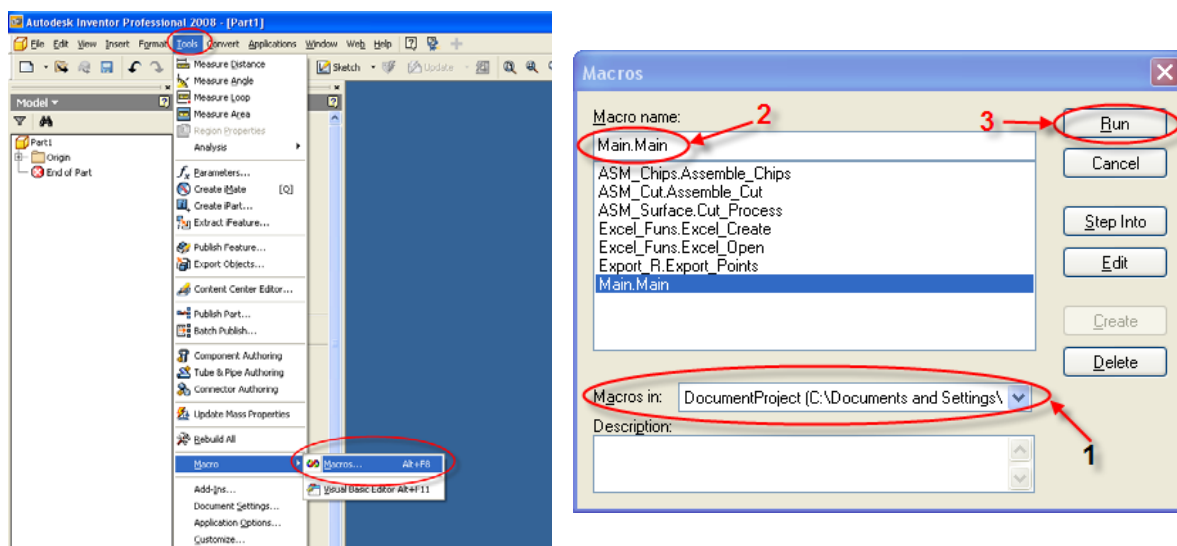 Autodesk Inventor Professional 2008 - [Part1]
File Edit View Insert Format Tools Convert Applications Window Web Help
Sketch Update
Model
Part1
Origin
End of Part
Measure Distance
Measure Angle
Measure Loop
Measure Area
Region Properties
Analysis
Parameters...
Create iMate [Q]
Create iPart...
Extract iFeature...
Publish Feature...
Export Objects...
Content Center Editor...
Publish Part...
Batch Publish...
Component Authoring
Tube & Pipe Authoring
Connector Authoring
Update Mass Properties
Rebuild All
Macro
Macros... Alt+F8
Visual Basic Editor Alt+F11
Add-Ins...
Document Settings...
Application Options...
Customize...
Macros
Macro name:
2
3
Run
Main.Main
Cancel
ASM_Chips.Assemble_Chips
ASM_Cut.Assemble_Cut
ASM_Surface.Cut_Process
Excel_Funs.Excel_Create
Excel_Funs.Excel_Open
Export_R.Export_Points
Main.Main
Step Into
Edit
Create
Delete
Macros in: DocumentProject (C:\Documents and Settings\
Description:
1